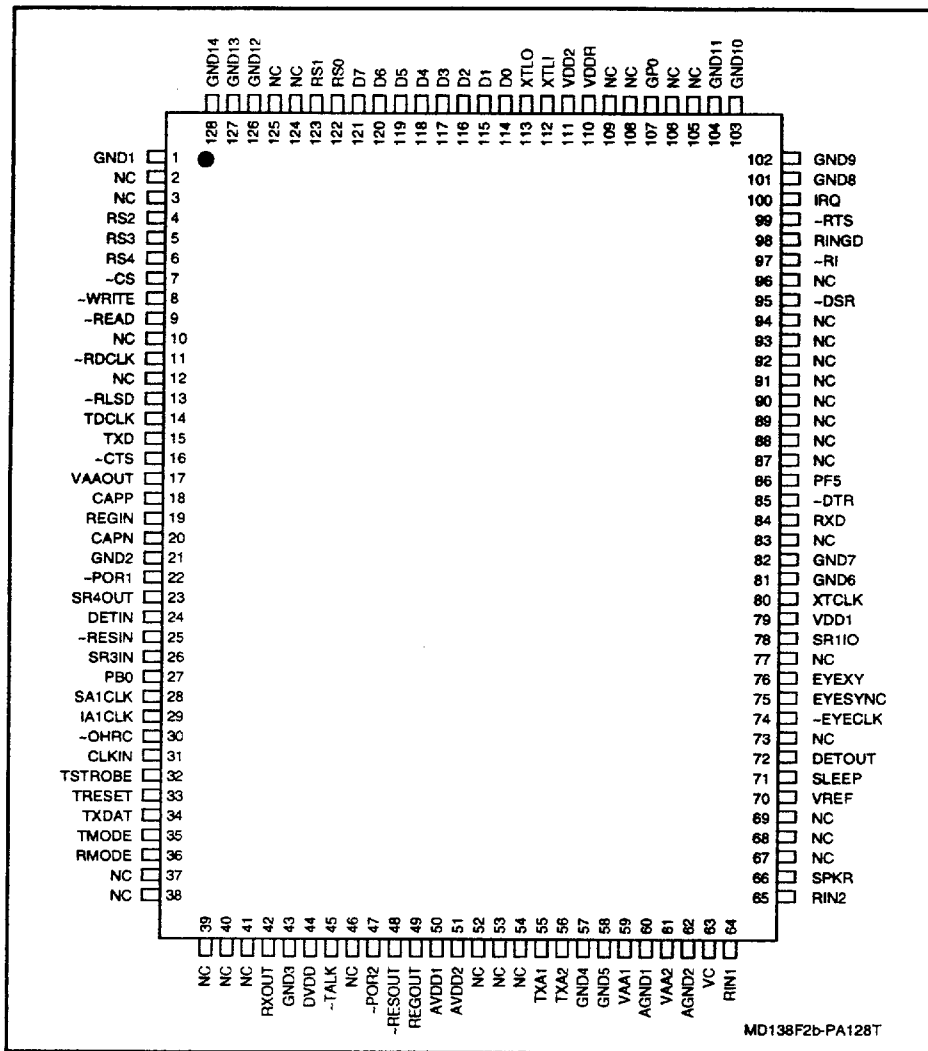 GND14 GND13 GND12 NC NC RS1 RS0 D7 D6 D5 D4 D3 D2 D1 D0 XTLO XTLI VDD2 VDDR NC NC GP0 NC NC GND11 GND10
128 127 126 125 124 123 122 121 120 119 118 117 116 115 114 113 112 111 110 109 108 107 106 105 104 103
GND1 1 102 GND9
NC 2 101 GND8
NC 3 100 IRQ
RS2 4 99 ~RTS
RS3 5 98 RINGD
RS4 6 97 ~RI
~CS 7 96 NC
~WRITE 8 95 ~DSR
~READ 9 94 NC
NC 10 93 NC
~RDCLK 11 92 NC
NC 12 91 NC
~RLSD 13 90 NC
TDCLK 14 89 NC
TXD 15 88 NC
~CTS 16 87 NC
VAAOUT 17 86 PF5
CAPP 18 85 ~DTR
REGIN 19 84 RXD
CAPN 20 83 NC
GND2 21 82 GND7
~POR1 22 81 GND6
SR4OUT 23 80 XTCLK
DETIN 24 79 VDD1
~RESIN 25 78 SR1IO
SR3IN 26 77 NC
PB0 27 76 EYEXY
SA1CLK 28 75 EYESYNC
IA1CLK 29 74 ~EYECLK
~OHRC 30 73 NC
CLKIN 31 72 DETOUT
TSTROBE 32 71 SLEEP
TRESET 33 70 VREF
TXDAT 34 69 NC
TMODE 35 68 NC
RMODE 36 67 NC
NC 37 66 SPKR
NC 38 65 RIN2
39 40 41 42 43 44 45 46 47 48 49 50 51 52 53 54 55 56 57 58 59 60 61 62 63 64
NC NC NC RXOUT GND3 DVDD ~TALK NC ~POR2 ~RESOUT REGOUT AVDD1 AVDD2 NC NC NC TXA1 TXA2 GND4 GND5 VAA1 AGND1 VAA2 AGND2 VC RIN1
MD138F2b-PA128T